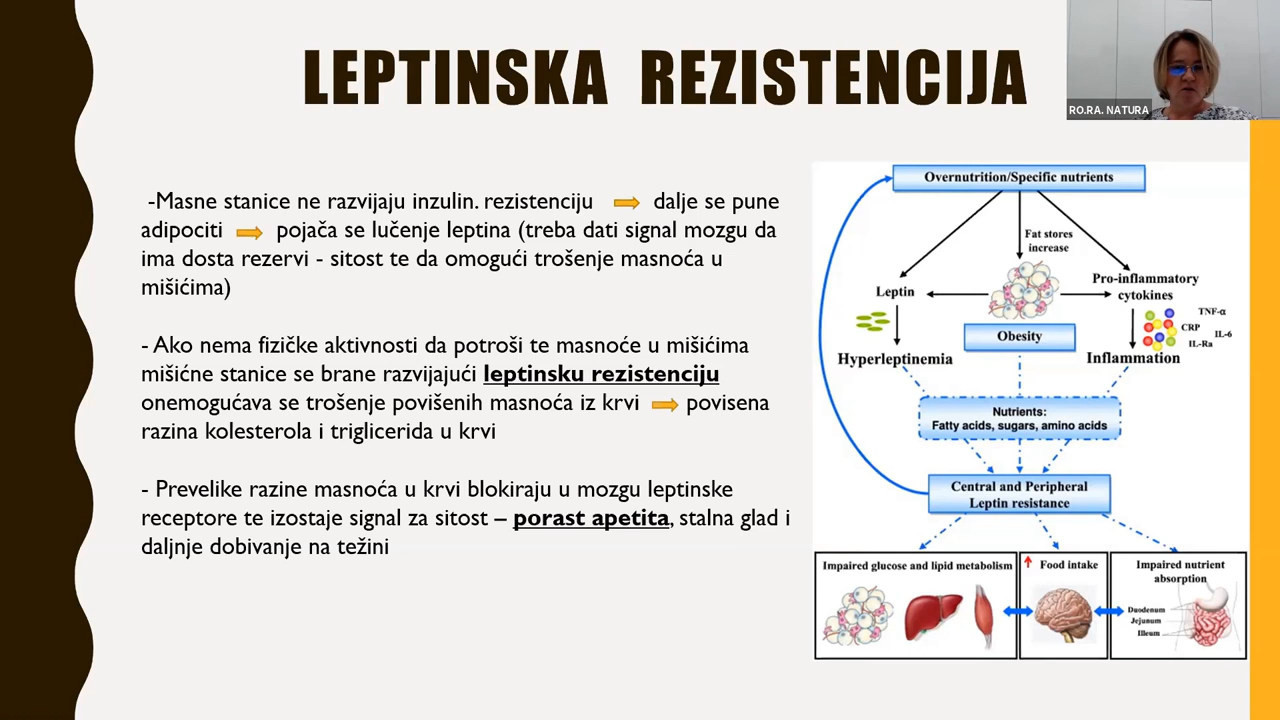 LEPTINSKA REZISTENCIJA
RO.RA. NATURA
-Masne stanice ne razvijaju inzulin. rezistenciju dalje se pune
adipociti pojača se lučenje leptina (treba dati signal mozgu da
ima dosta rezervi - sitost te da omogući trošenje masnoća u
mišićima)
- Ako nema fizičke aktivnosti da potroši te masnoće u mišićima
mišićne stanice se brane razvijajući leptinsku rezistenciju
onemogućava se trošenje povišenih masnoća iz krvi povisena
razina kolesterola i triglicerida u krvi
- Prevelike razine masnoća u krvi blokiraju u mozgu leptinske
receptore te izostaje signal za sitost – porast apetita, stalna glad i
daljnje dobivanje na težini
Overnutrition/Specific nutrients
Fat stores
increase
Leptin
Pro-inflammatory
cytokines
TNF-α
CRP
IL-6
IL-Ra
Obesity
Hyperleptinemia
Inflammation
Nutrients:
Fatty acids, sugars, amino acids
Central and Peripheral
Leptin resistance
Impaired glucose and lipid metabolism
Food intake
Impaired nutrient
absorption
Duodenum
Jejunum
Illeum